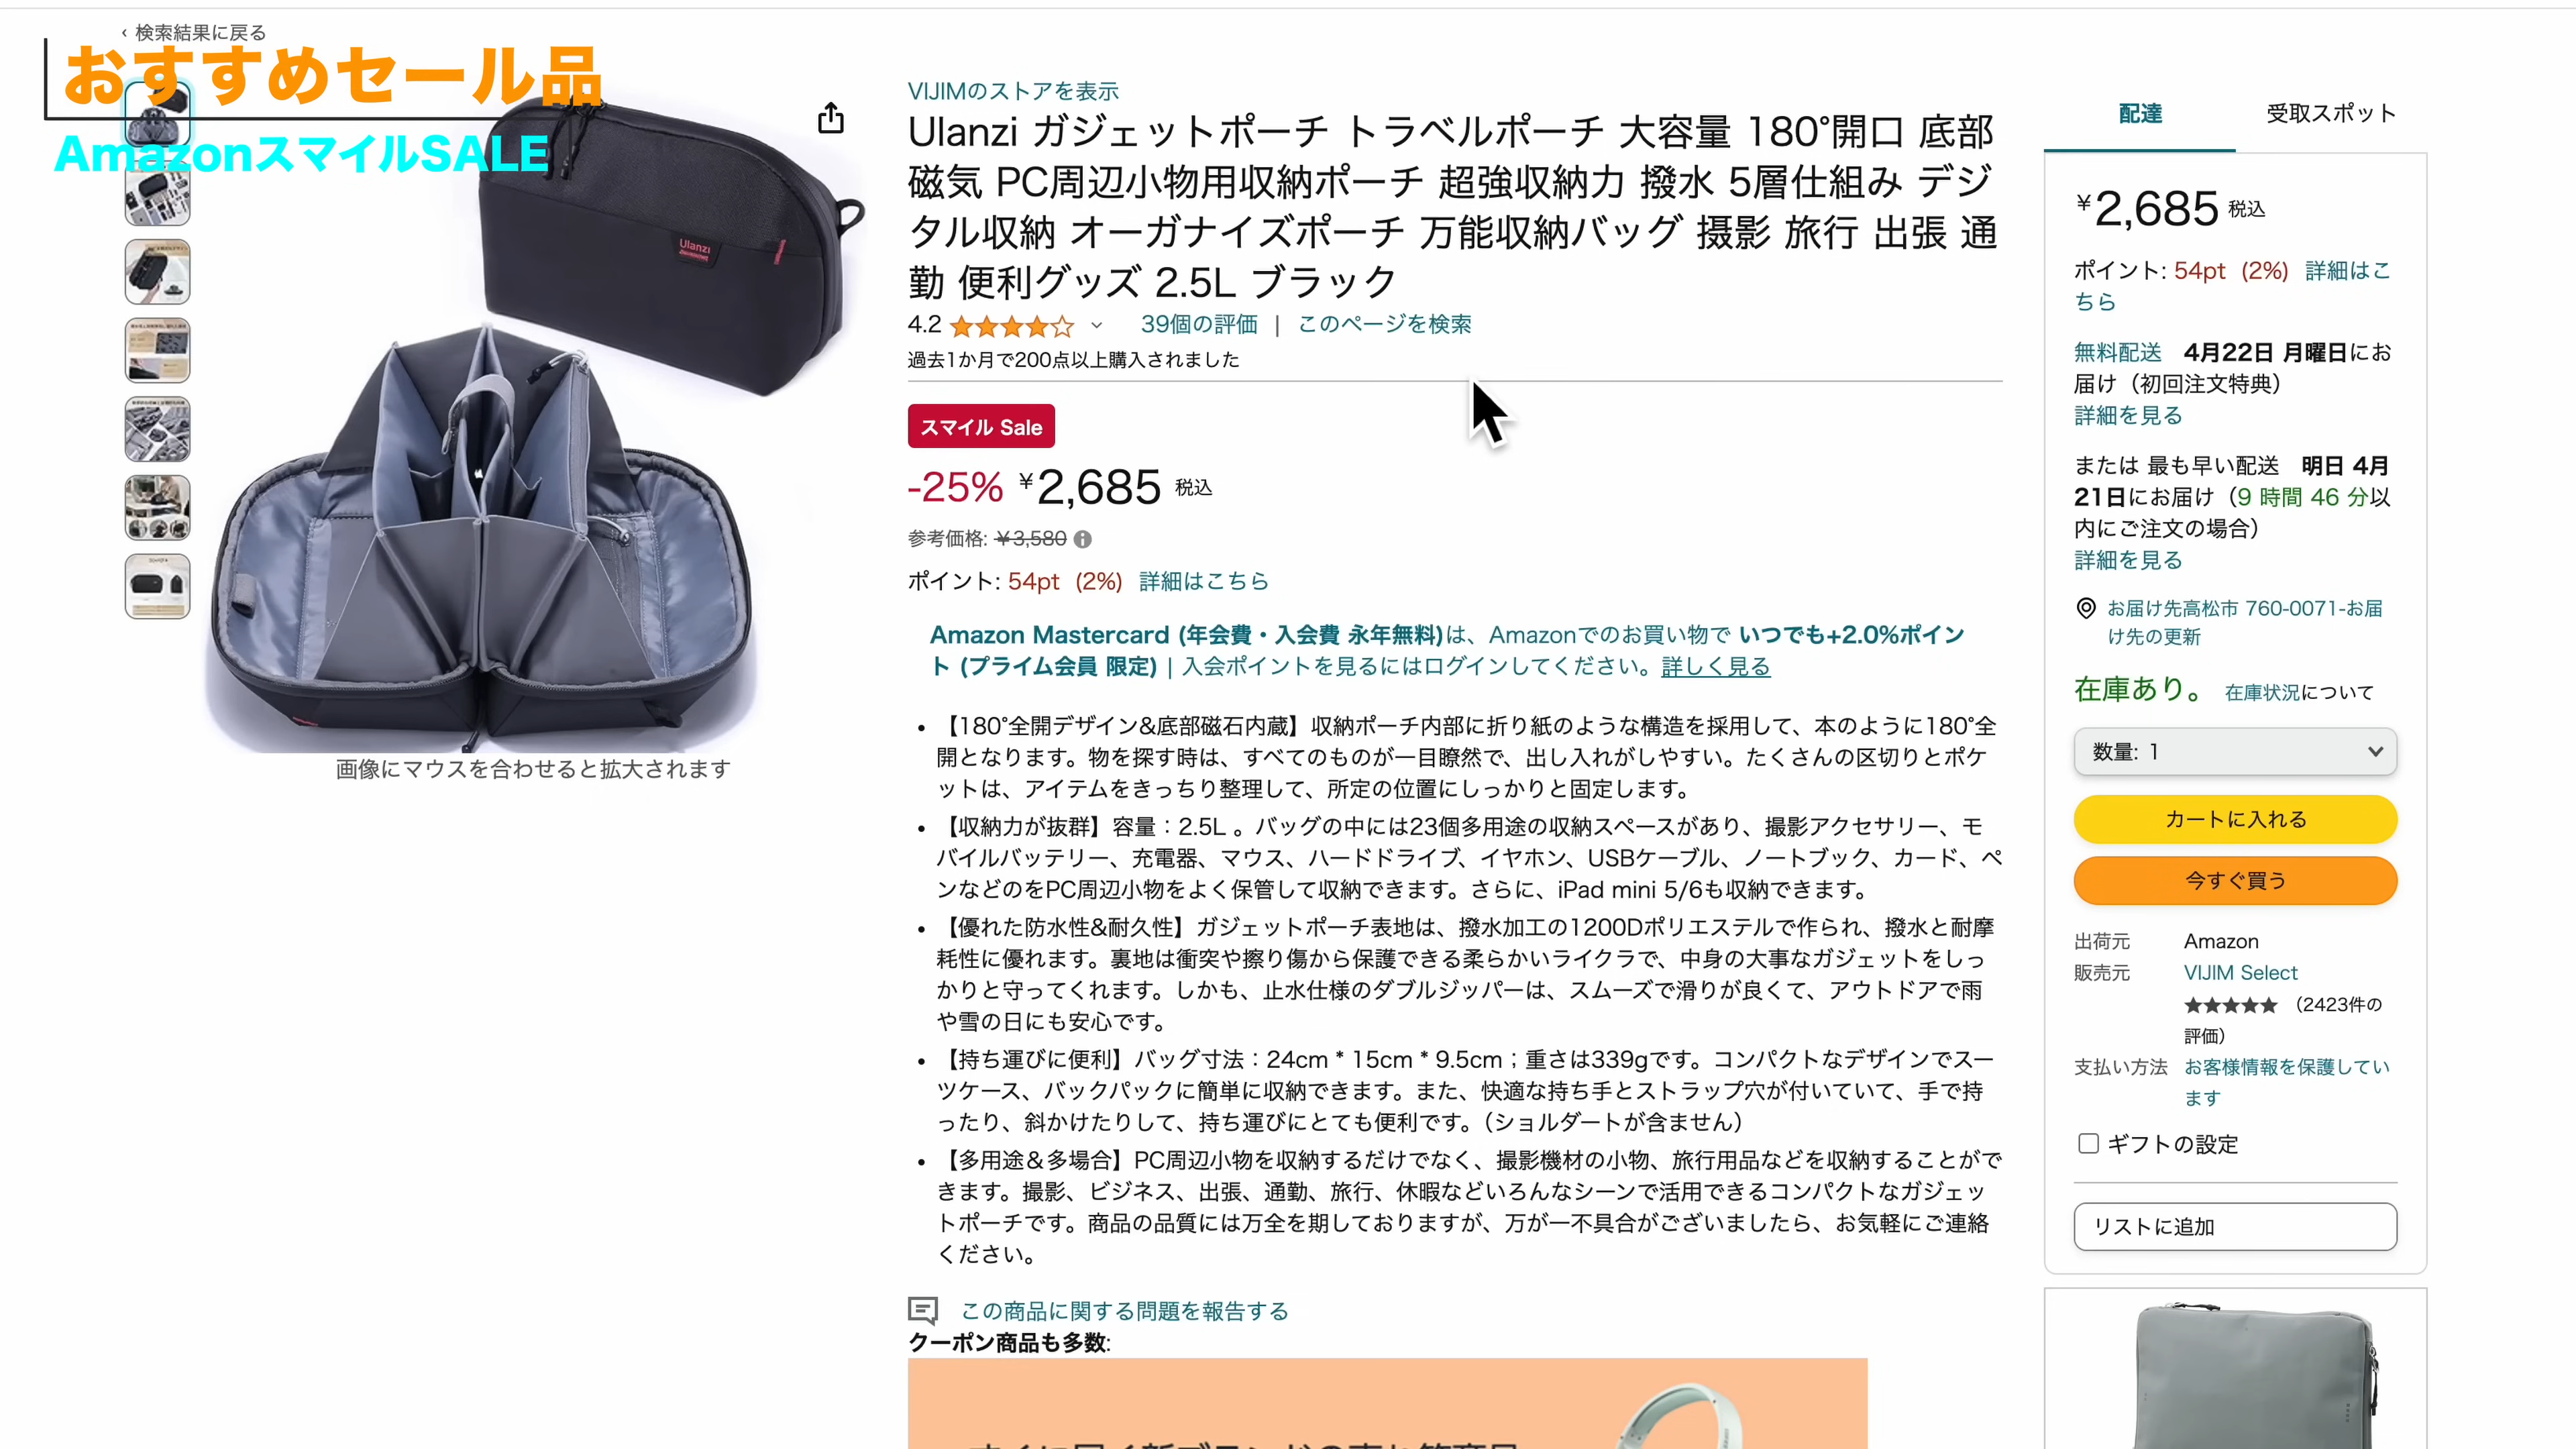 ‹ 検索結果に戻る
おすすめセール品
AmazonスマイルSALE
Ulanzi
画像にマウスを合わせると拡大されます
VIJIMのストアを表示
Ulanzi ガジェットポーチ トラベルポーチ 大容量 180°開口 底部
磁気 PC周辺小物用収納ポーチ 超強収納力 撥水 5層仕組み デジ
タル収納 オーガナイズポーチ 万能収納バッグ 摄影 旅行 出張 通
勤 便利グッズ 2.5L ブラック
4.2 ★★★★☆ 39個の評価 | このページを検索
過去1か月で200点以上購入されました
スマイル Sale
-25% ¥2,685 税込
参考価格: ¥3,580
ポイント: 54pt (2%) 詳細はこちら
Amazon Mastercard (年会費・入会費 永年無料)は、Amazonでのお買い物で いつでも+2.0%ポイン
ト (プライム会員 限定) | 入会ポイントを見るにはログインしてください。詳しく見る
• 【180°全開デザイン&底部磁石内蔵】収納ポーチ内部に折り紙のような構造を採用して、本のように180°全
開となります。物を探す時は、すべてのものが一目瞭然で、出し入れがしやすい。たくさんの区切りとポケ
ットは、アイテムをきっちり整理して、所定の位置にしっかりと固定します。
• 【収納力が抜群】容量：2.5L 。バッグの中には23個多用途の収納スペースがあり、撮影アクセサリー、モ
バイルバッテリー、充電器、マウス、ハードドライブ、イヤホン、USBケーブル、ノートブック、カード、ペ
ンなどのをPC周辺小物をよく保管して収納できます。さらに、iPad mini 5/6も収納できます。
• 【優れた防水性&耐久性】ガジェットポーチ表地は、撥水加工の1200Dポリエステルで作られ、撥水と耐摩
耗性に優れます。裏地は衝突や擦り傷から保護できる柔らかいライクラで、中身の大事なガジェットをしっ
かりと守ってくれます。しかも、止水仕様のダブルジッパーは、スムーズで滑りが良くて、アウトドアで雨
や雪の日にも安心です。
• 【持ち運びに便利】バッグ寸法：24cm * 15cm * 9.5cm；重さは339gです。コンパクトなデザインでスー
ツケース、バックパックに簡単に収納できます。また、快適な持ち手とストラップ穴が付いていて、手で持
ったり、斜かけたりして、持ち運びにとても便利です。（ショルダートが含ません）
• 【多用途＆多場合】PC周辺小物を収納するだけでなく、撮影機材の小物、旅行用品などを収納することがで
きます。撮影、ビジネス、出張、通勤、旅行、休暇などいろんなシーンで活用できるコンパクトなガジェッ
トポーチです。商品の品質には万全を期しておりますが、万が一不具合がございましたら、お気軽にご連絡
ください。
この商品に関する問題を報告する
クーポン商品も多数:
配達 受取スポット
¥2,685 税込
ポイント: 54pt (2%) 詳細はこ
ちら
無料配送 4月22日 月曜日にお
届け（初回注文特典）
詳細を見る
または 最も早い配送 明日 4月
21日にお届け（9 時間 46 分以
内にご注文の場合）
詳細を見る
お届け先高松市 760-0071-お届
け先の更新
在庫あり。 在庫状況について
数量: 1
カートに入れる
今すぐ買う
出荷元 Amazon
販売元 VIJIM Select
★★★★★ （2423件の
評価）
支払い方法 お客様情報を保護してい
ます
ギフトの設定
リストに追加